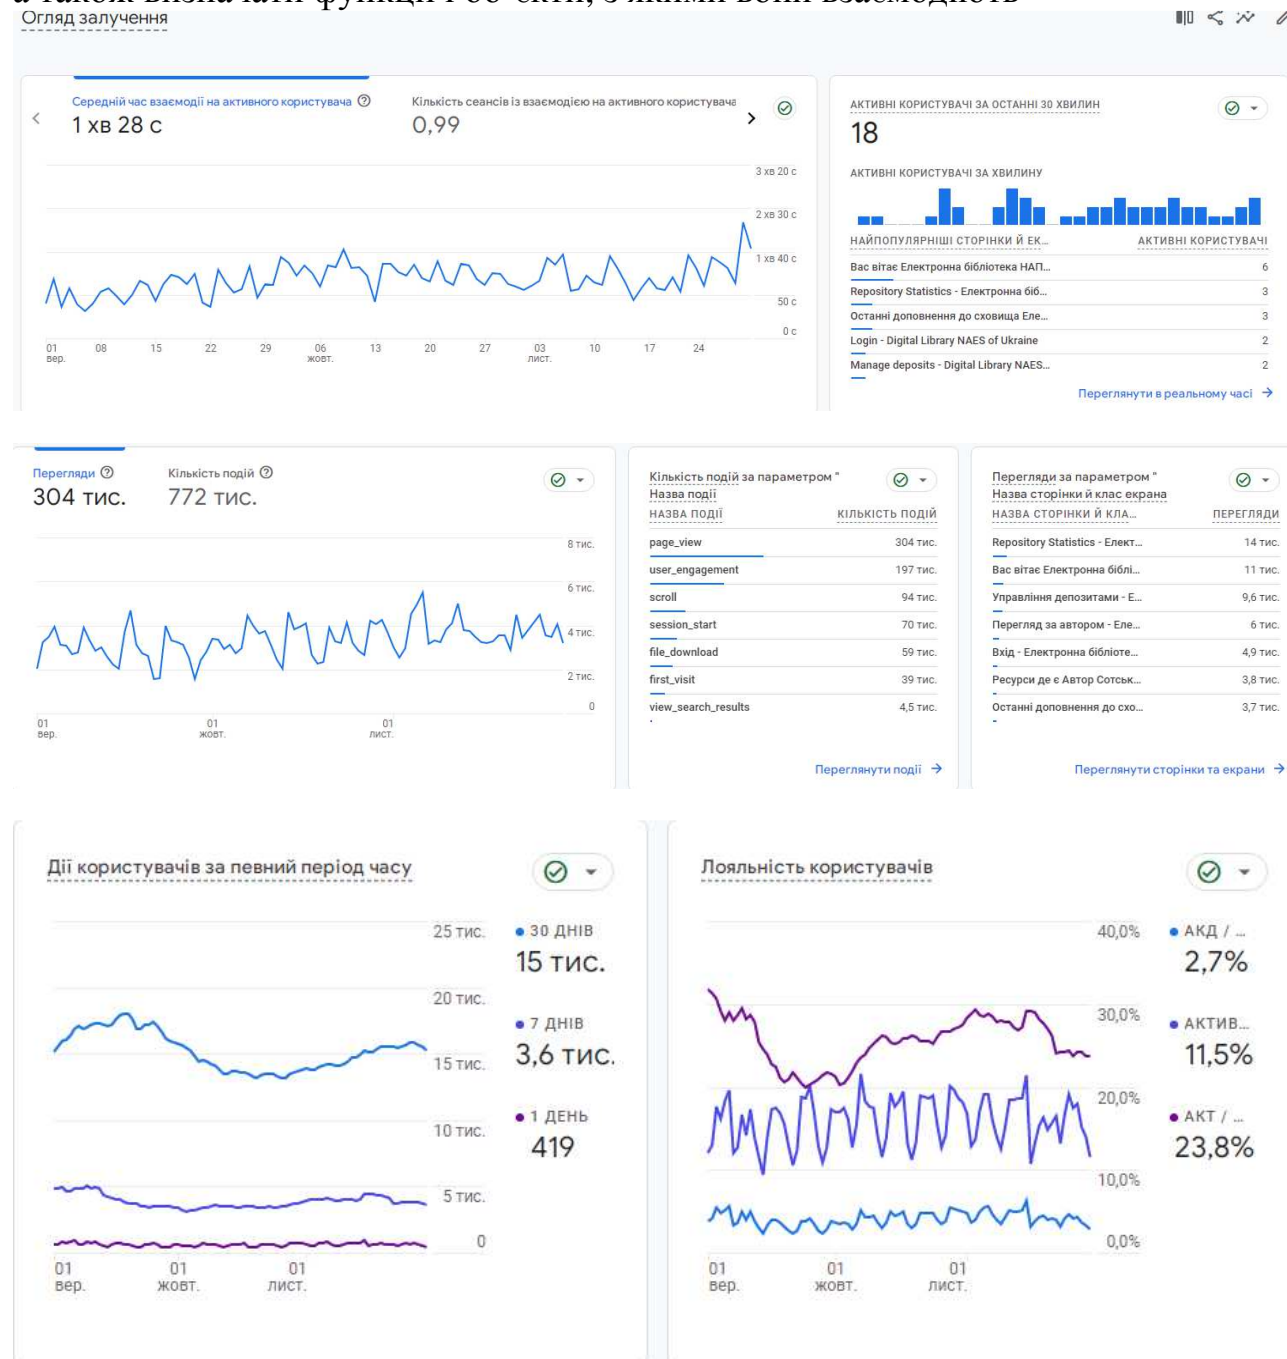 а також визначати функції і об'єкти, з якими вони взаємодіють
Огляд залучення
Середній час взаємодії на активного користувача
1 хв 28 с
Кількість сеансів із взаємодією на активного користувача
0,99
3 хв 20 с
2 хв 30 с
1 хв 40 с
50 с
0 с
01 08 15 22 29 06 13 20 27 03 10 17 24
вер. жовт. лист.
АКТИВНІ КОРИСТУВАЧІ ЗА ОСТАННІ 30 ХВИЛИН
18
АКТИВНІ КОРИСТУВАЧІ ЗА ХВИЛИНУ
НАЙПОПУЛЯРНІШІ СТОРІНКИ Й ЕК... АКТИВНІ КОРИСТУВАЧІ
Вас вітає Електронна бібліотека НАП... 6
Repository Statistics - Електронна біб... 3
Останні доповнення до сховища Еле... 3
Login - Digital Library NAES of Ukraine 2
Manage deposits - Digital Library NAES... 2
Переглянути в реальному часі
Перегляди
304 тис.
Кількість подій
772 тис.
8 тис.
6 тис.
4 тис.
2 тис.
0
01 01 01
вер. жовт. лист.
Кількість подій за параметром "
Назва події
НАЗВА ПОДІЇ КІЛЬКІСТЬ ПОДІЙ
page_view 304 тис.
user_engagement 197 тис.
scroll 94 тис.
session_start 70 тис.
file_download 59 тис.
first_visit 39 тис.
view_search_results 4,5 тис.
Переглянути події
Перегляди за параметром "
Назва сторінки й клас екрана
НАЗВА СТОРІНКИ Й КЛА... ПЕРЕГЛЯДИ
Repository Statistics - Елект... 14 тис.
Вас вітає Електронна біблі... 11 тис.
Управління депозитами - Е... 9,6 тис.
Перегляд за автором - Еле... 6 тис.
Вхід - Електронна бібліоте... 4,9 тис.
Ресурси де є Автор Сотськ... 3,8 тис.
Останні доповнення до схо... 3,7 тис.
Переглянути сторінки та екрани
Дії користувачів за певний період часу
25 тис.
20 тис.
15 тис.
10 тис.
5 тис.
0
01 01 01
вер. жовт. лист.
30 ДНІВ
15 тис.
7 ДНІВ
3,6 тис.
1 ДЕНЬ
419
Лояльність користувачів
40,0%
30,0%
20,0%
10,0%
0,0%
01 01 01
вер. жовт. лист.
АКД / ...
2,7%
АКТИВ...
11,5%
АКТ / ...
23,8%